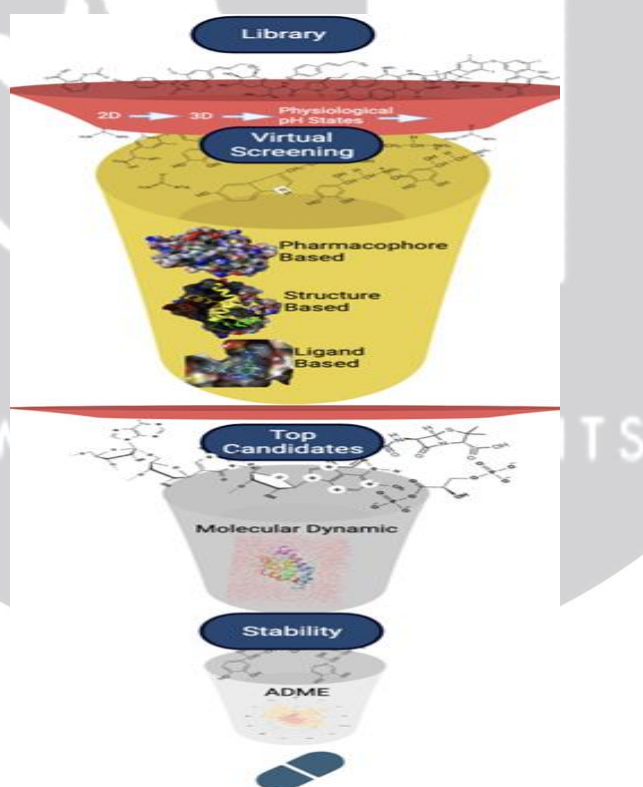 Library
2D
3D
Physiological
pH States
Virtual
Screening
Pharmacophore
Based
Structure
Based
Ligand
Based
Top
Candidates
Molecular Dynamic
Stability
ADME